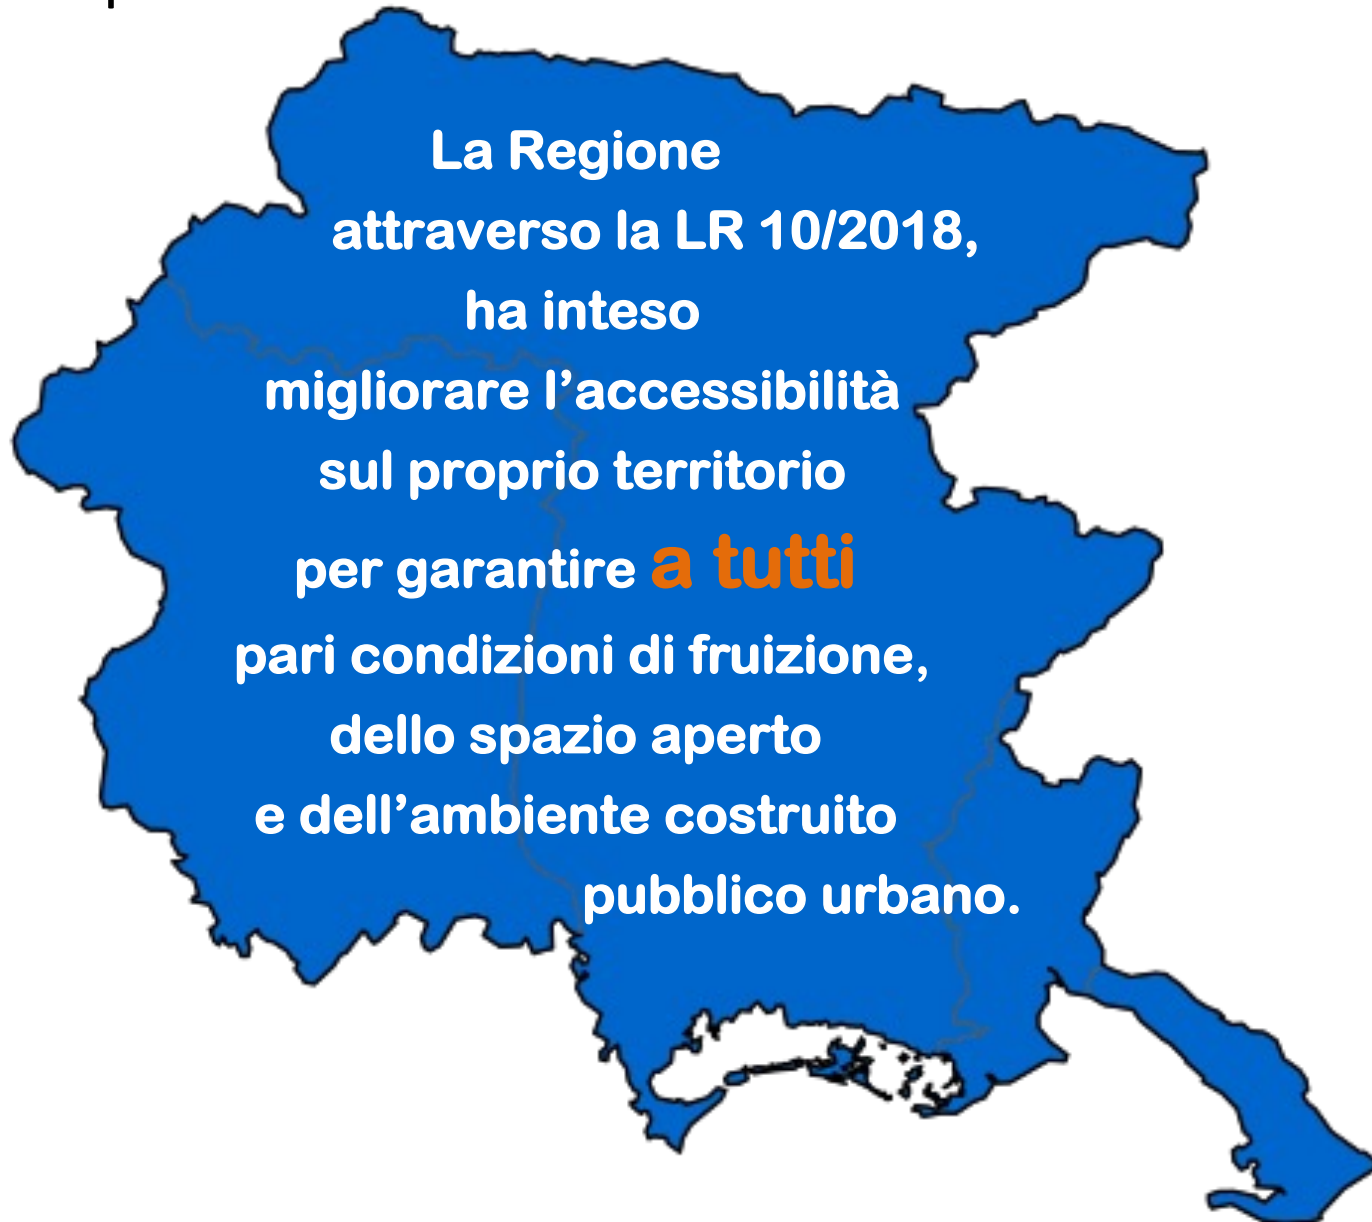 La Regione
attraverso la LR 10/2018,
ha inteso
migliorare l’accessibilità
sul proprio territorio
per garantire a tutti
pari condizioni di fruizione,
dello spazio aperto
e dell’ambiente costruito
pubblico urbano.